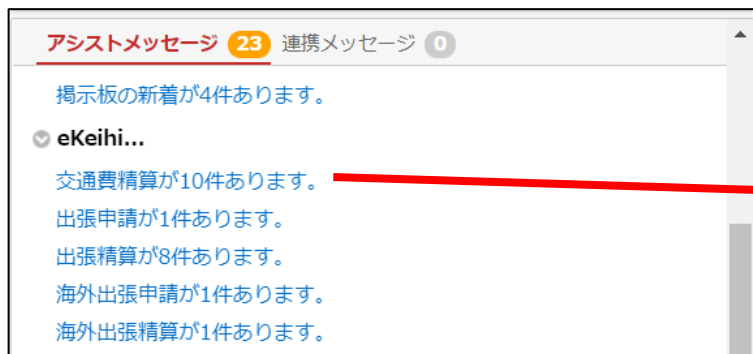 アシストメッセージ 23 連携メッセージ 0
掲示板の新着が4件あります。
eKeihi...
交通費精算が10件あります。
出張申請が1件あります。
出張精算が8件あります。
海外出張申請が1件あります。
海外出張精算が1件あります。